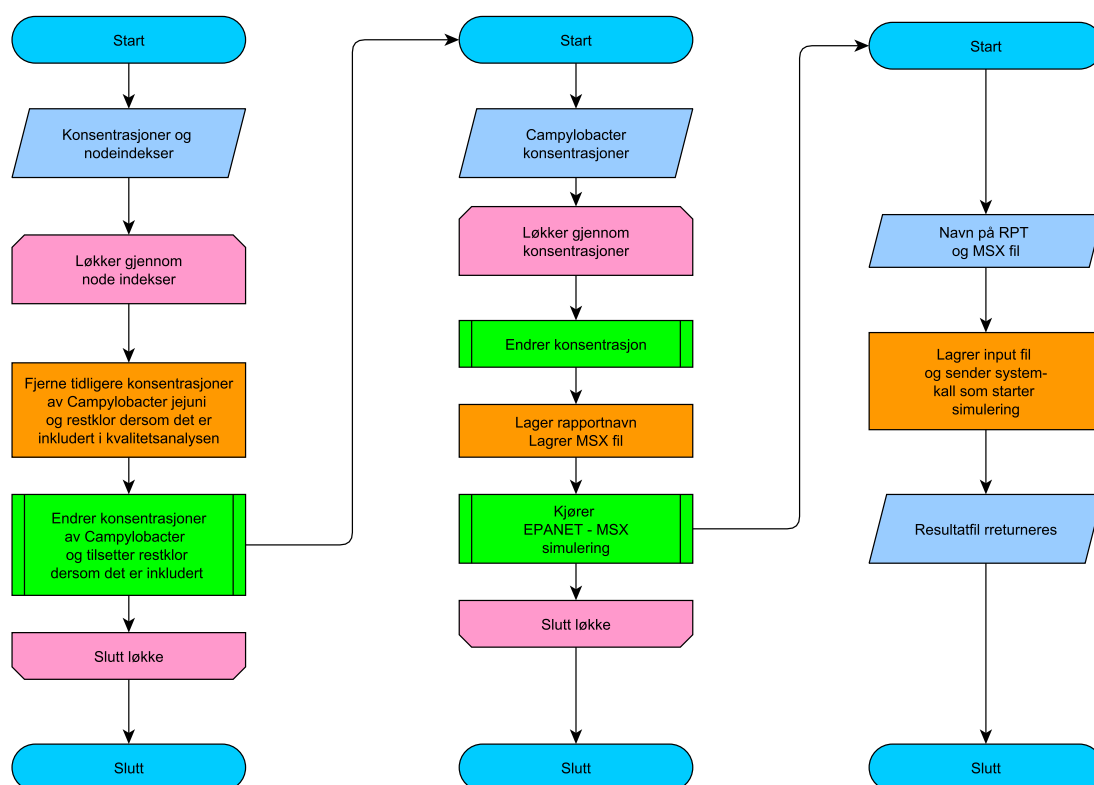 Start
Konsentrasjoner og
nodeindekser
Løkker gjennom
node indekser
Fjerne tidligere konsentrasjoner
av Campylobacter jejuni
og restklor dersom det er
inkludert i kvalitetsanalysen
Endrer konsentrasjoner
av Campylobacter
og tilsetter restklor
dersom det er inkludert
Slutt løkke
Slutt
Start
Campylobacter
konsentrasjoner
Løkker gjennom
konsentrasjoner
Endrer konsentrasjon
Lager rapportnavn
Lagrer MSX fil
Kjører
EPANET - MSX
simulering
Slutt løkke
Slutt
Start
Navn på RPT
og MSX fil
Lagrer input fil
og sender system-
kall som starter
simulering
Resultatfil rreturneres
Slutt